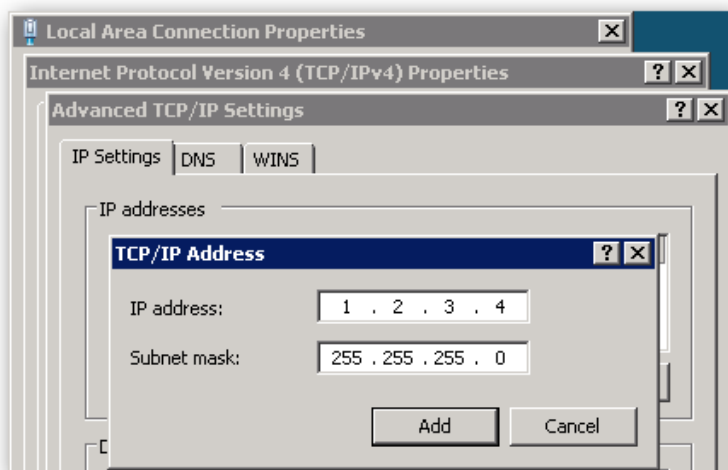 Local Area Connection Properties
Internet Protocol Version 4 (TCP/IPv4) Properties
Advanced TCP/IP Settings
IP Settings DNS WINS
IP addresses
TCP/IP Address
IP address: 1 . 2 . 3 . 4
Subnet mask: 255 . 255 . 255 . 0
Add Cancel